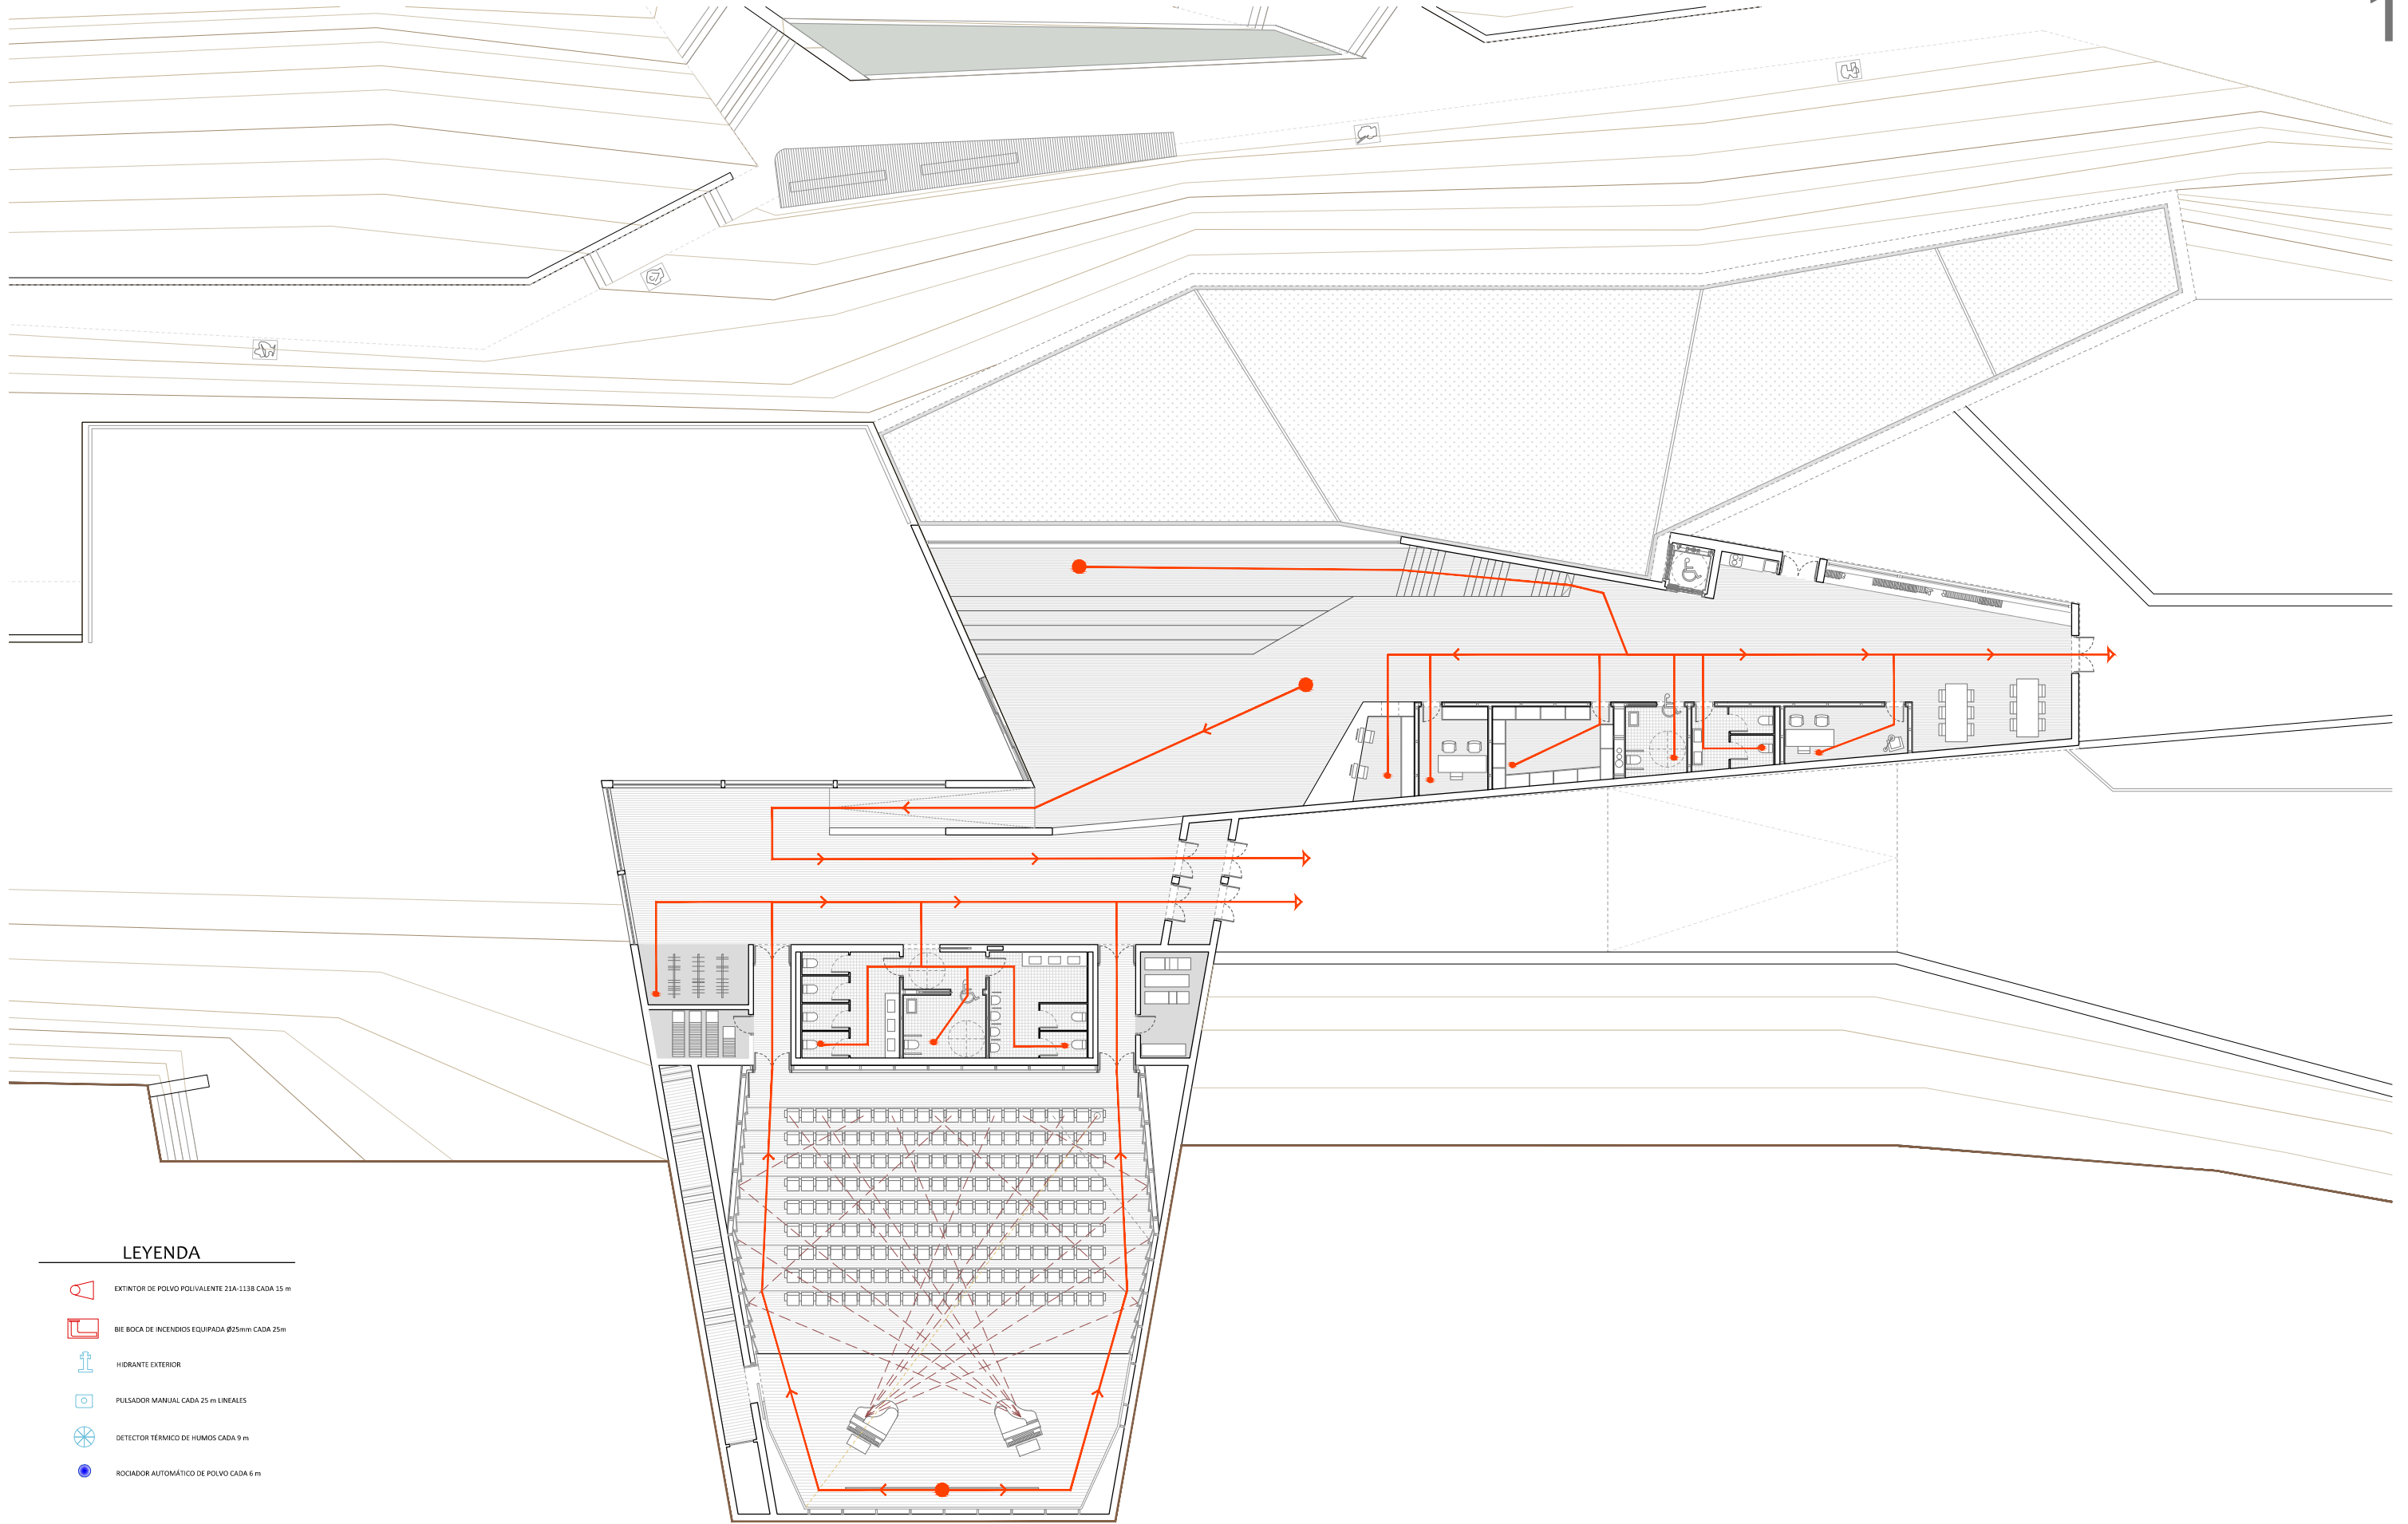 1
LEYENDA
EXTINTOR DE POLVO POLIVALENTE 21A-113B CADA 15 m
BIE BOCA DE INCENDIOS EQUIPADA Ø25mm CADA 25m
HIDRANTE EXTERIOR
PULSADOR MANUAL CADA 25 m LINEALES
DETECTOR TÉRMICO DE HUMOS CADA 9 m
ROCIADOR AUTOMÁTICO DE POLVO CADA 6 m